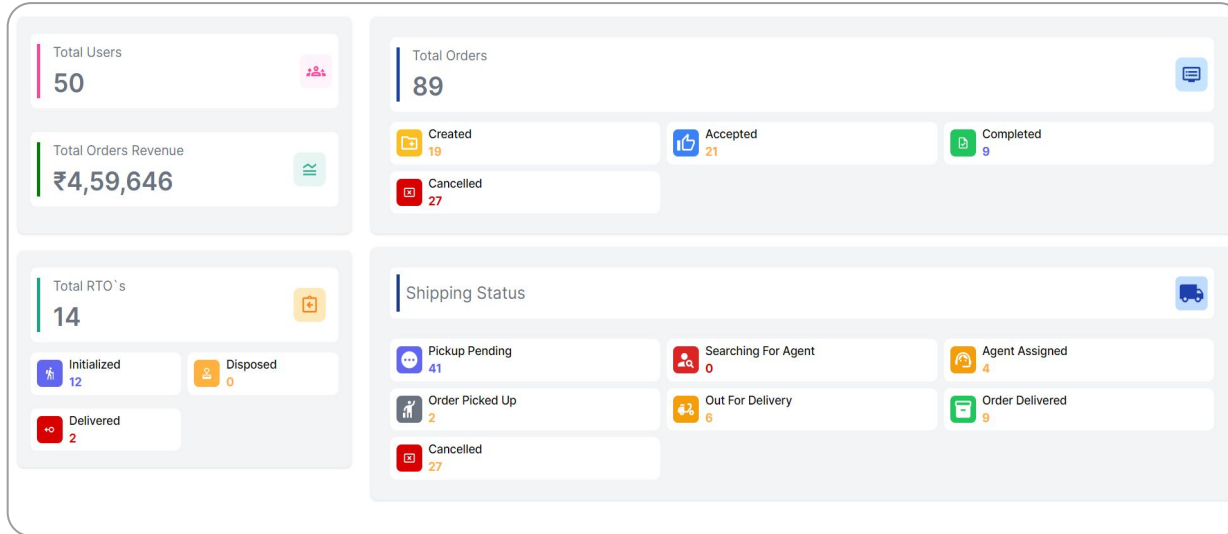 Total Users
50
Total Orders Revenue
₹4,59,646
Total Orders
89
Created
19
Accepted
21
Completed
9
Cancelled
27
Total RTO`s
14
Initialized
12
Disposed
0
Delivered
2
Shipping Status
Pickup Pending
41
Searching For Agent
0
Agent Assigned
4
Order Picked Up
2
Out For Delivery
6
Order Delivered
9
Cancelled
27